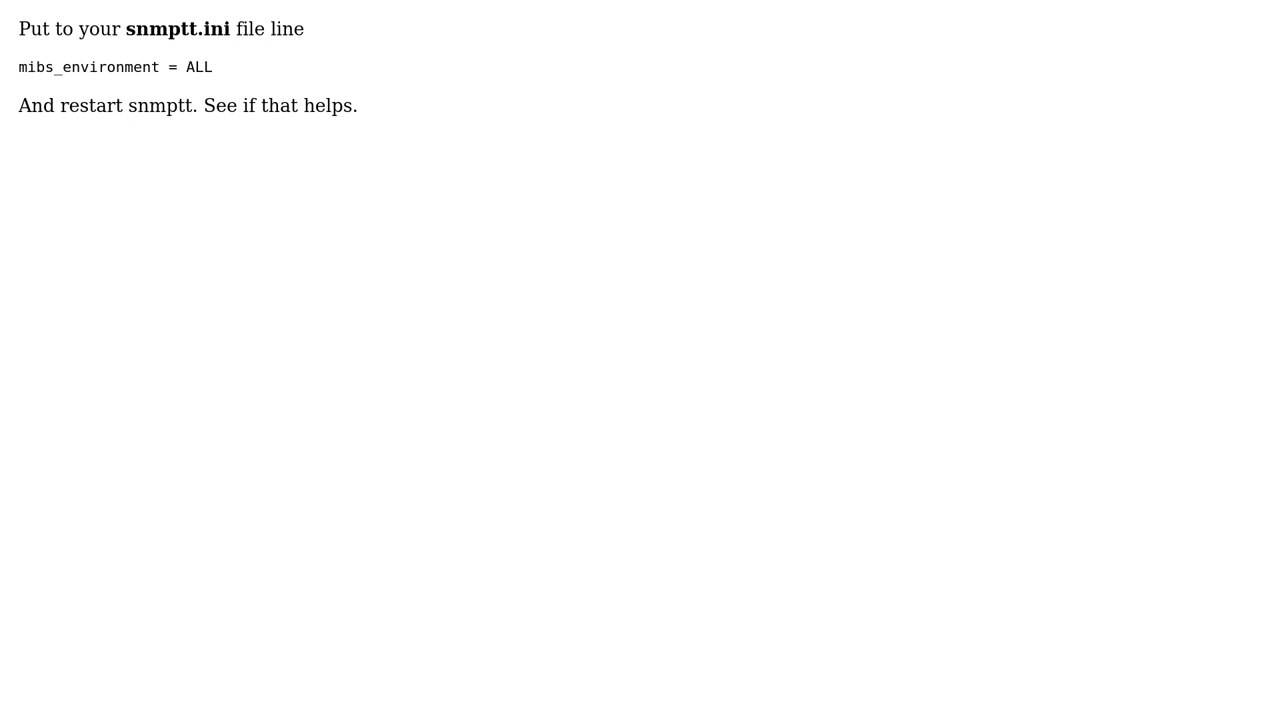 Put to your snmptt.ini file line
mibs_environment = ALL
And restart snmptt. See if that helps.